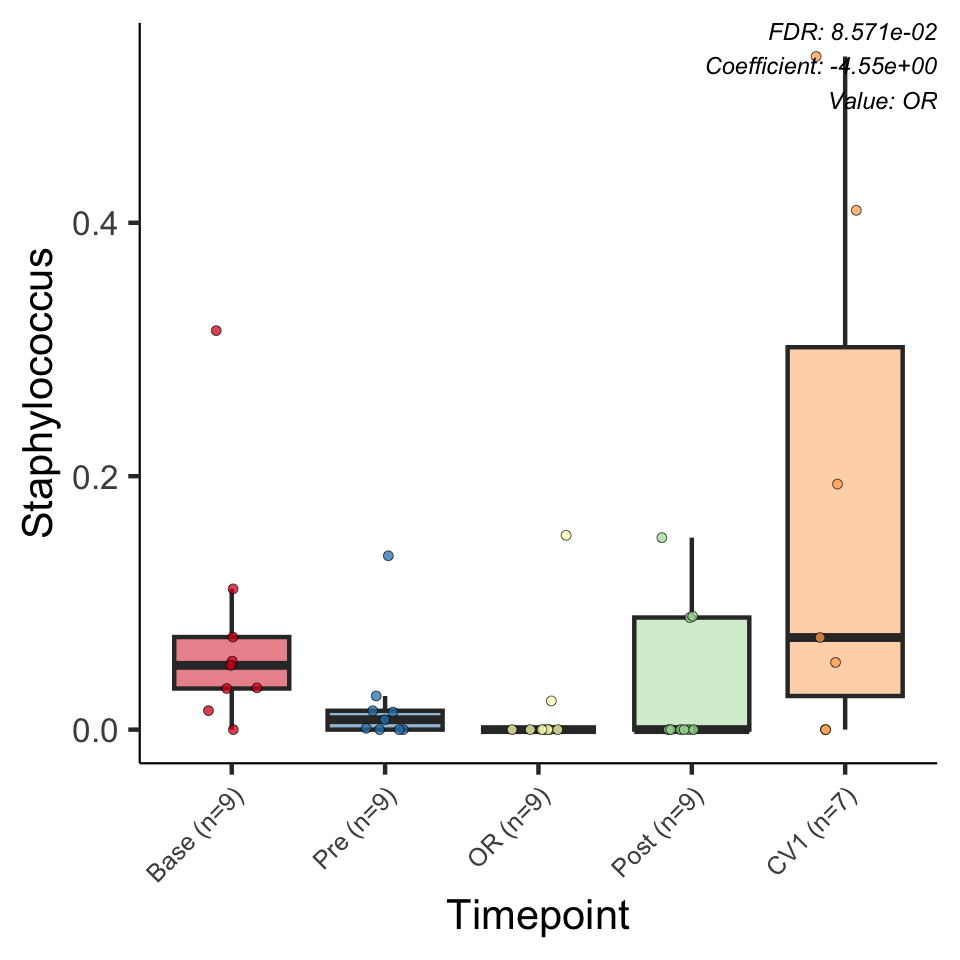 FDR: 8.571e-02
Coefficient: -4.55e+00
Value: OR
Staphylococcus
0.4
0.2
0.0
Base (n=9)
Pre (n=9)
OR (n=9)
Post (n=9)
CV1 (n=7)
Timepoint